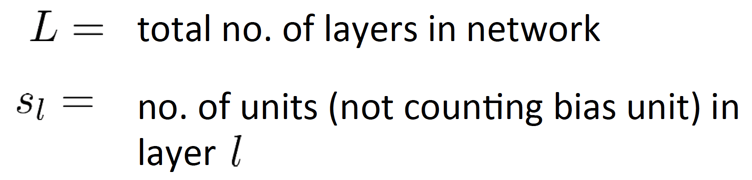 L = total no. of layers in network
s_l = no. of units (not counting bias unit) in
layer l